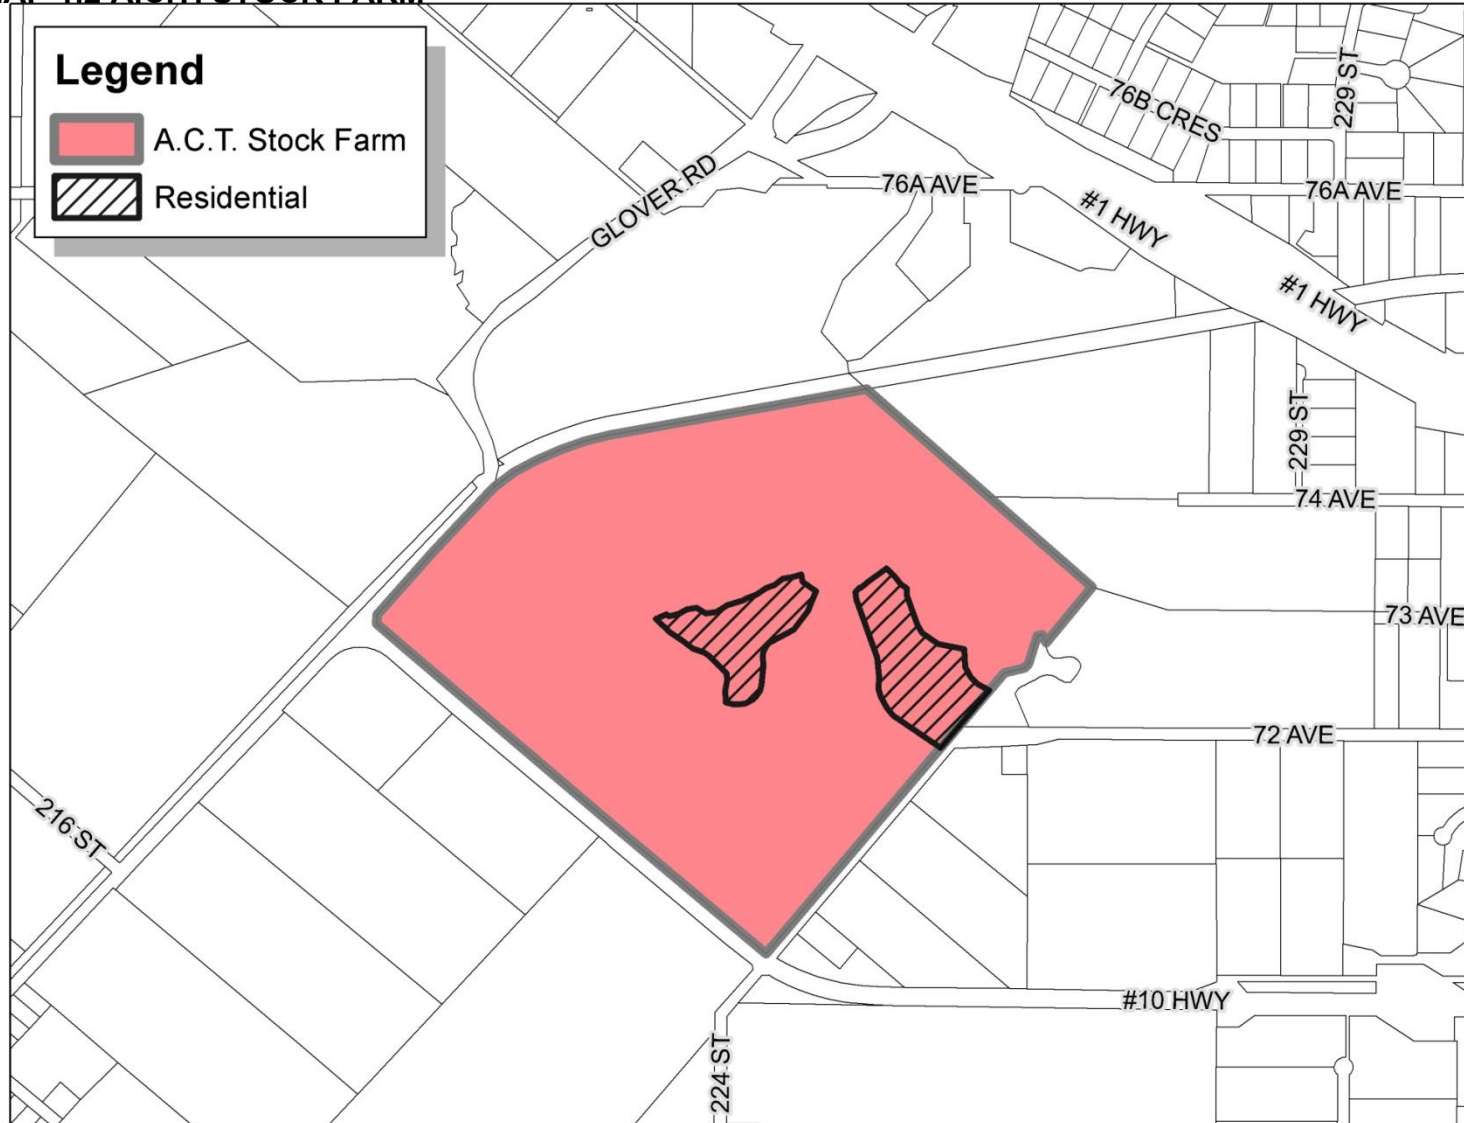 Legend
A.C.T. Stock Farm
Residential
76B CRES
229 ST
GLOVER RD
76A AVE
76A AVE
#1 HWY
#1 HWY
229 ST
74 AVE
73 AVE
72 AVE
216 ST
#10 HWY
224 ST